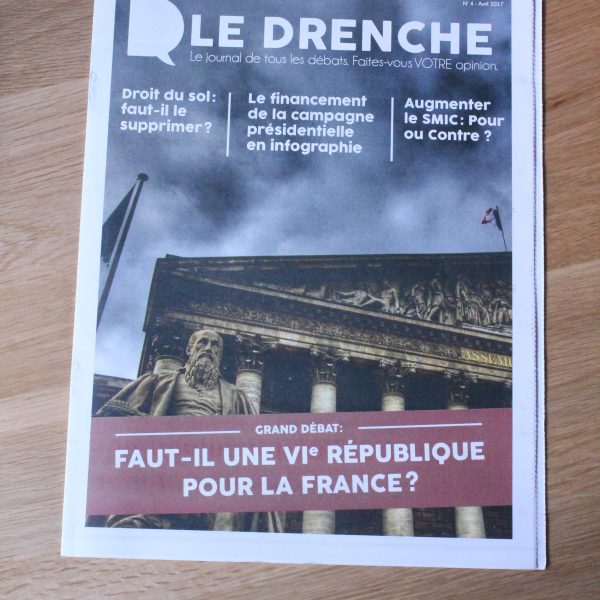 N° 4 - Avril 2017
LE DRENCHE
Le journal de tous les débats. Faites-vous VOTRE opinion.
Droit du sol :
faut-il le
supprimer ?
Le financement
de la campagne
présidentielle
en infographie
Augmenter
le SMIC : Pour
ou Contre ?
GRAND DÉBAT :
FAUT-IL UNE VIe RÉPUBLIQUE
POUR LA FRANCE ?